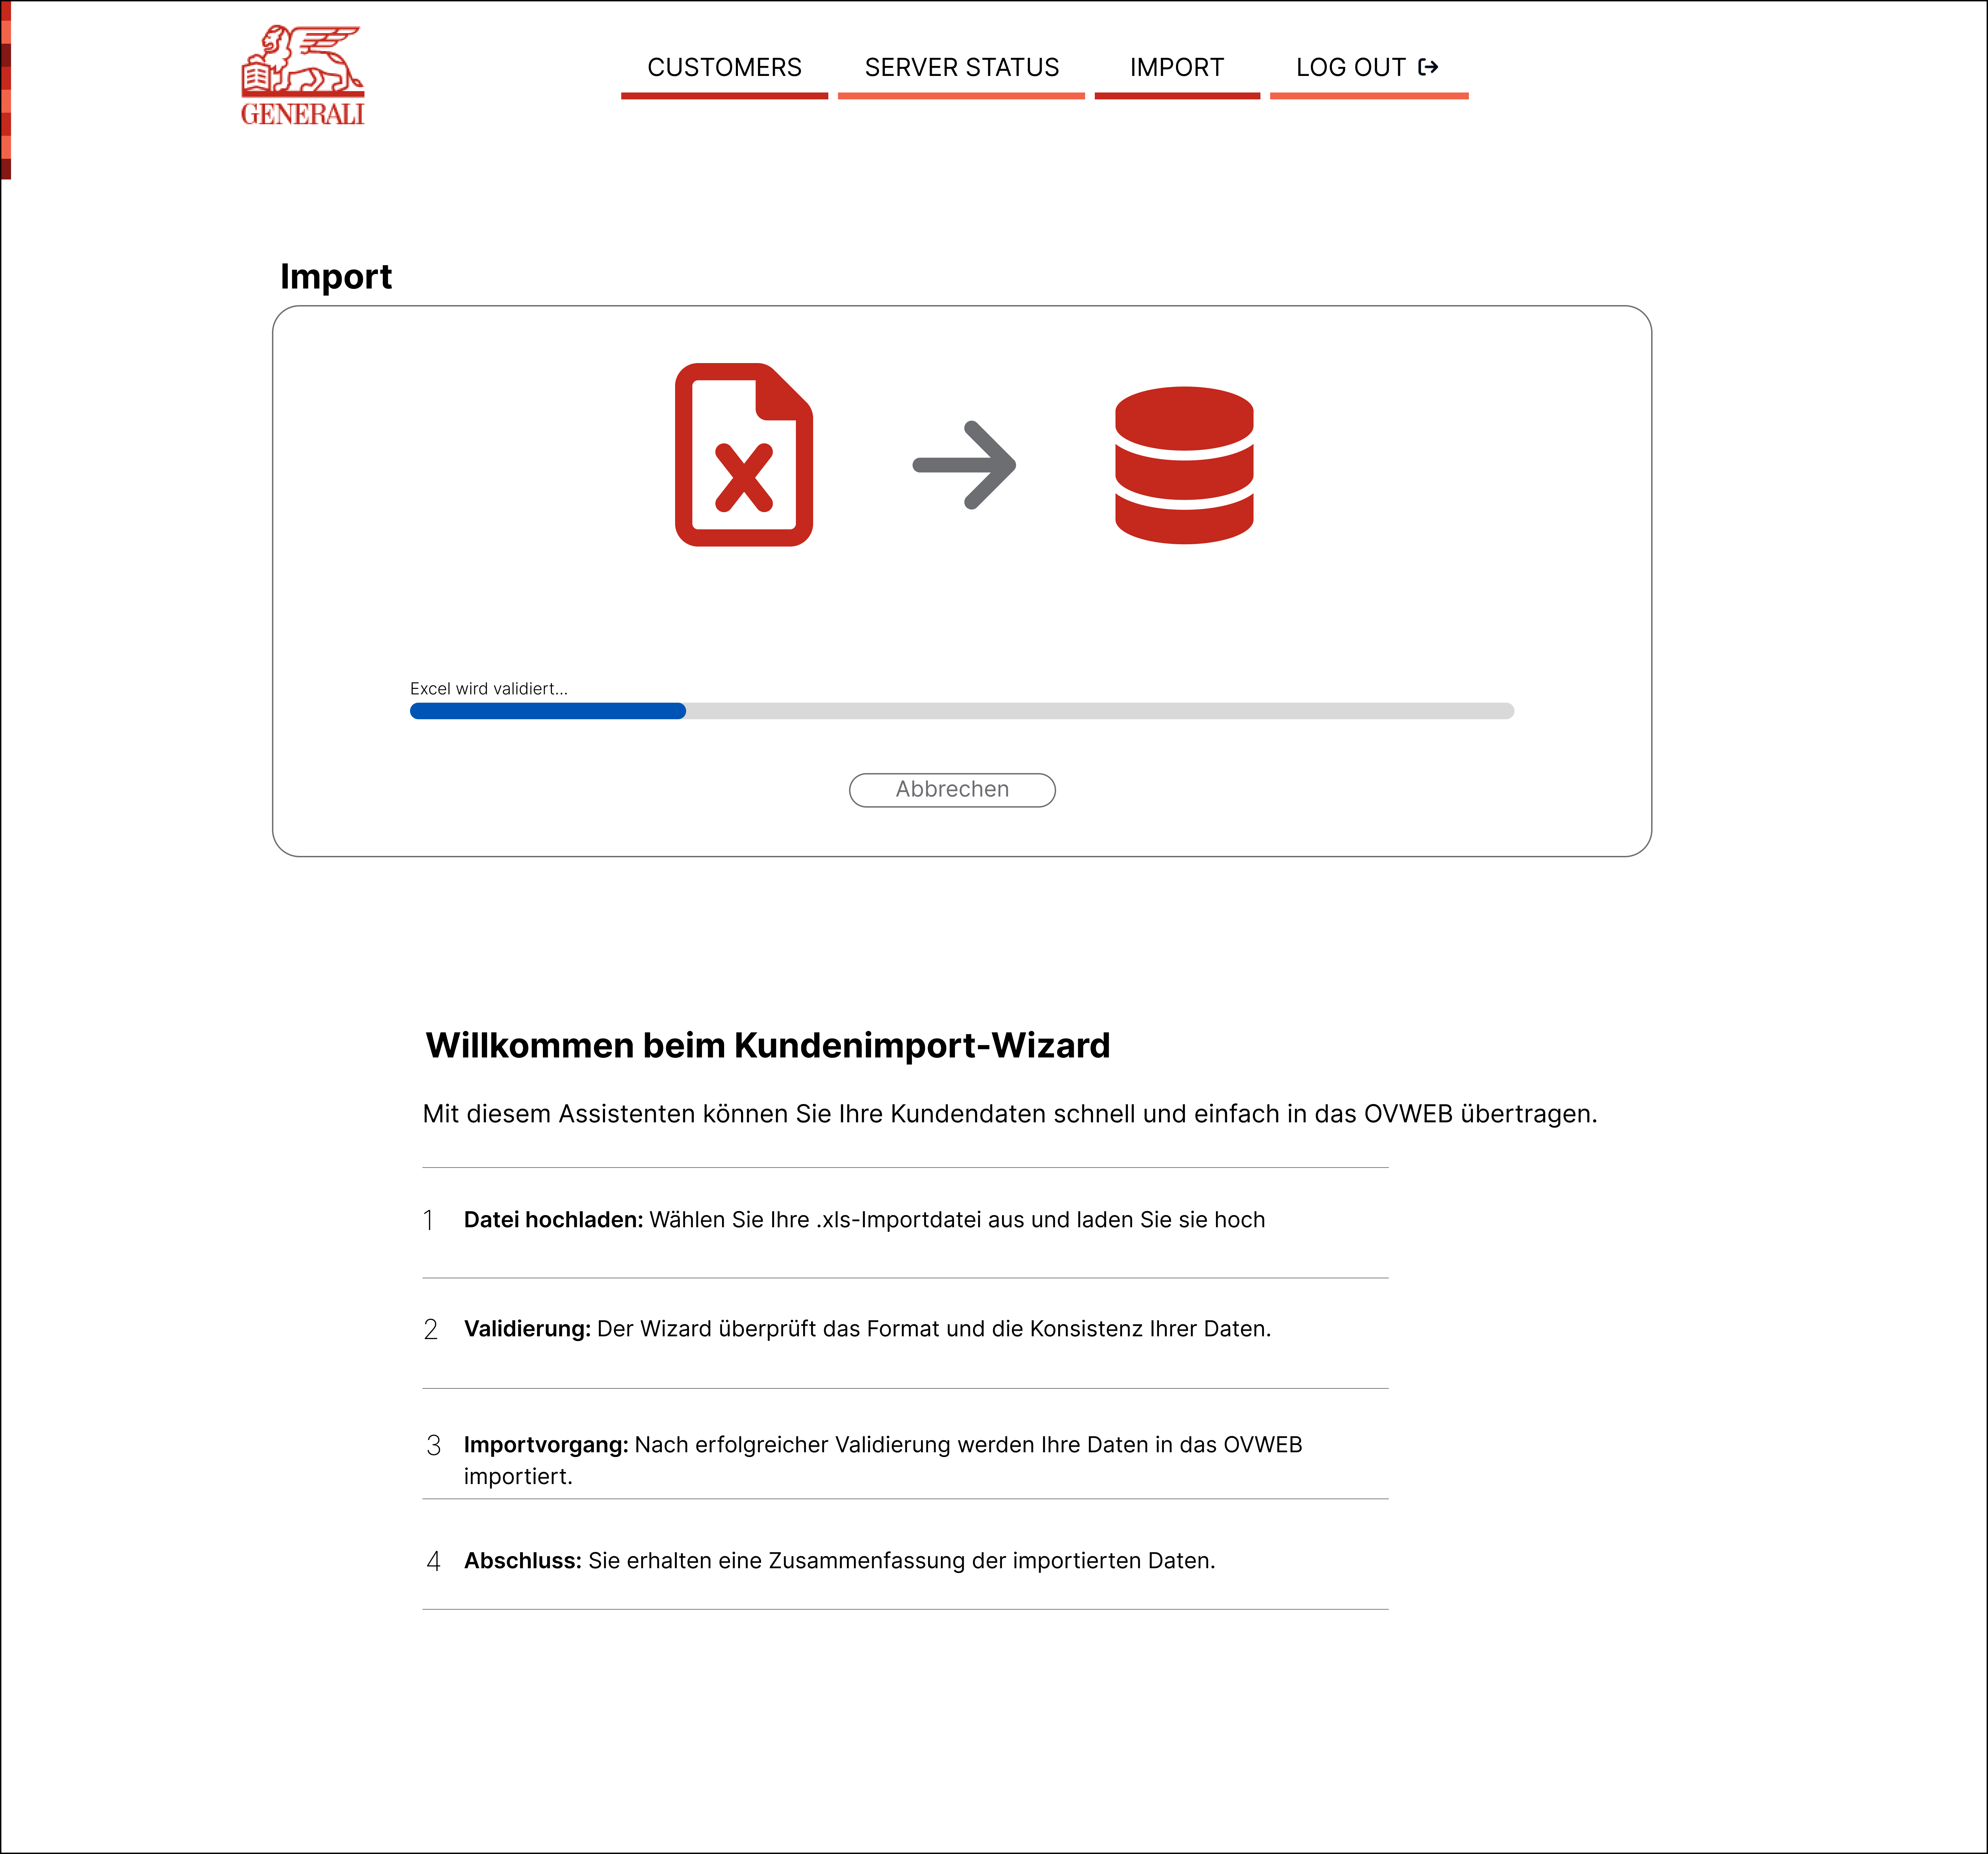 GENERALI
CUSTOMERS
SERVER STATUS
IMPORT
LOG OUT
Import
Excel wird validiert...
Abbrechen
Willkommen beim Kundenimport-Wizard
Mit diesem Assistenten können Sie Ihre Kundendaten schnell und einfach in das OVWEB übertragen.
1 Datei hochladen: Wählen Sie Ihre .xls-Importdatei aus und laden Sie sie hoch
2 Validierung: Der Wizard überprüft das Format und die Konsistenz Ihrer Daten.
3 Importvorgang: Nach erfolgreicher Validierung werden Ihre Daten in das OVWEB
importiert.
4 Abschluss: Sie erhalten eine Zusammenfassung der importierten Daten.